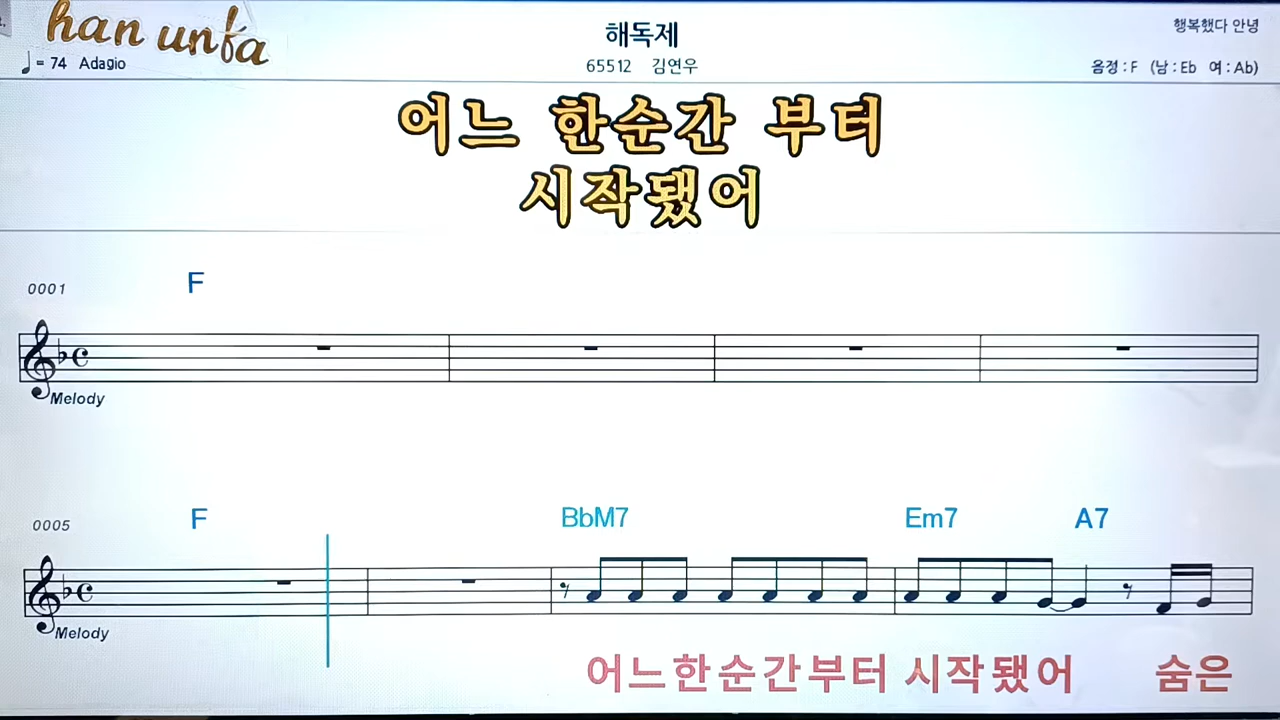 han unfa
♩= 74 Adagio
해독제
65512 김연우
행복했다 안녕
음정 : F (남 : Eb 여 : Ab)
어느 한순간 부터
시작됐어
0001 F
Melody
0005 F BbM7 Em7 A7
Melody
어느한순간부터 시작됐어 숨은